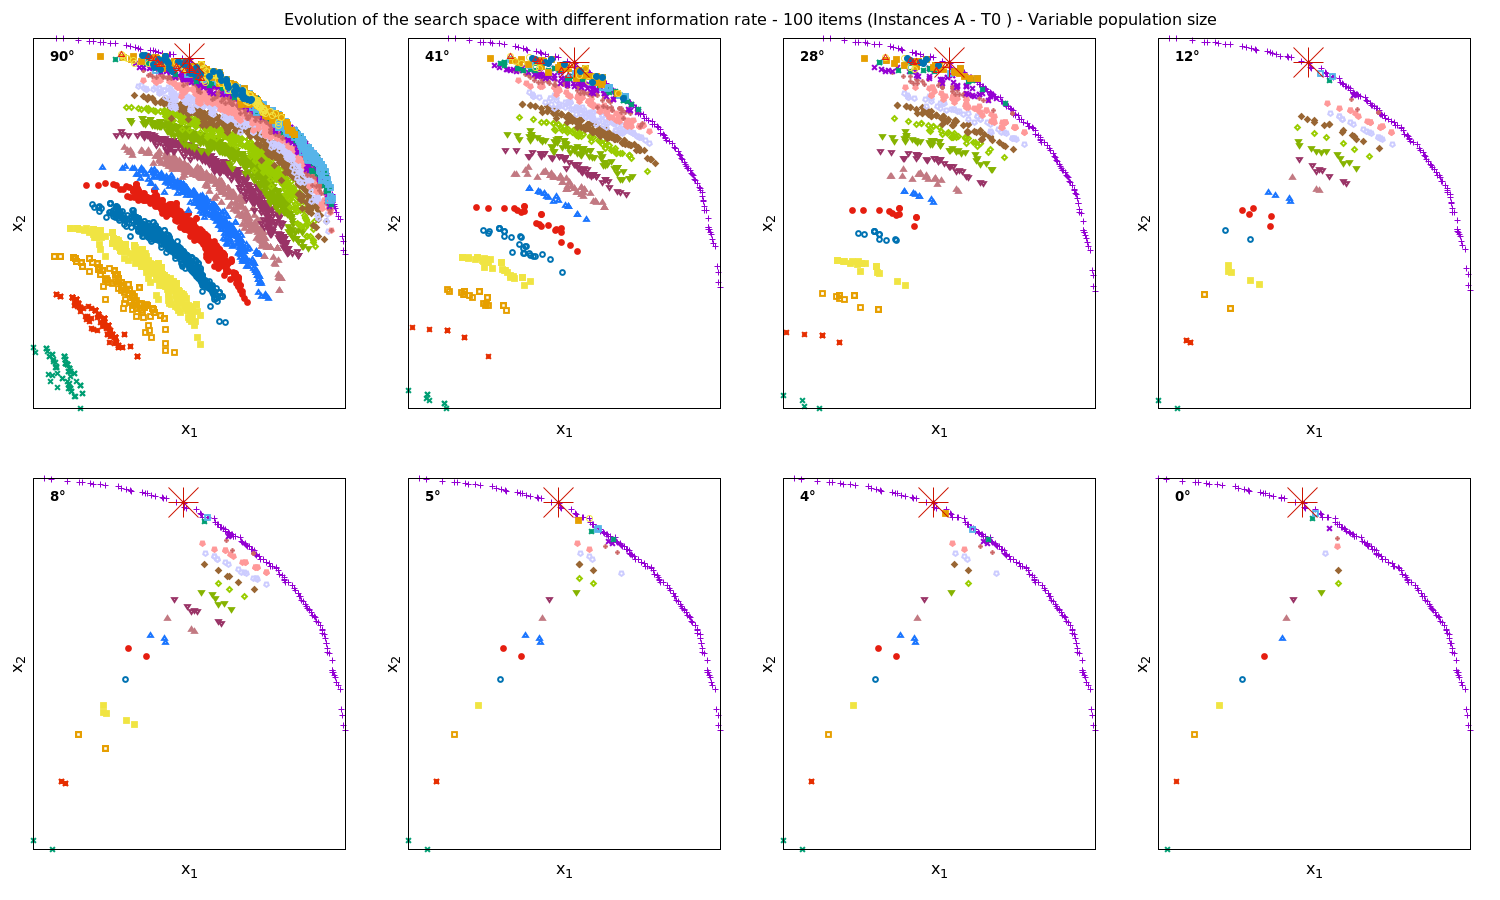 Evolution of the search space with different information rate - 100 items (Instances A - T0 ) - Variable population size
90°
41°
28°
12°
x2
x2
x2
x2
x1
x1
x1
x1
8°
5°
4°
0°
x2
x2
x2
x2
x1
x1
x1
x1